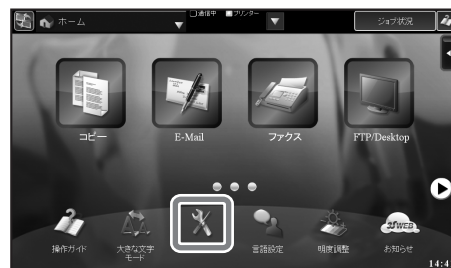 ホーム
□通信中 ■プリンター
ジョブ状況
コピー
E-Mail
ファクス
FTP/Desktop
操作ガイド
大きな文字
モード
言語設定
明度調整
お知らせ
WEB
14:4